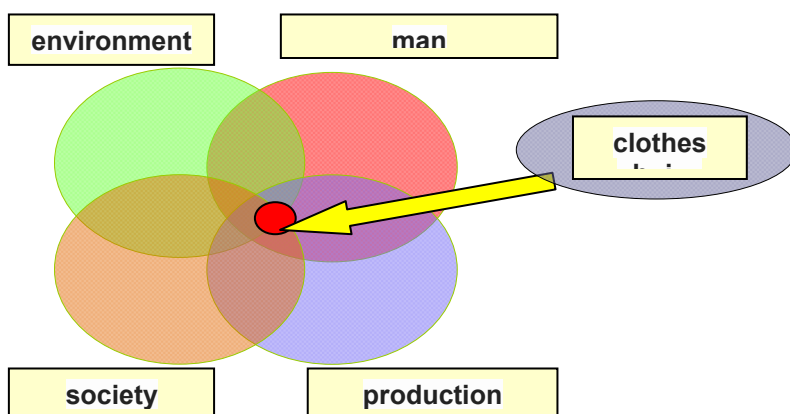 environment
man
clothes
society
production